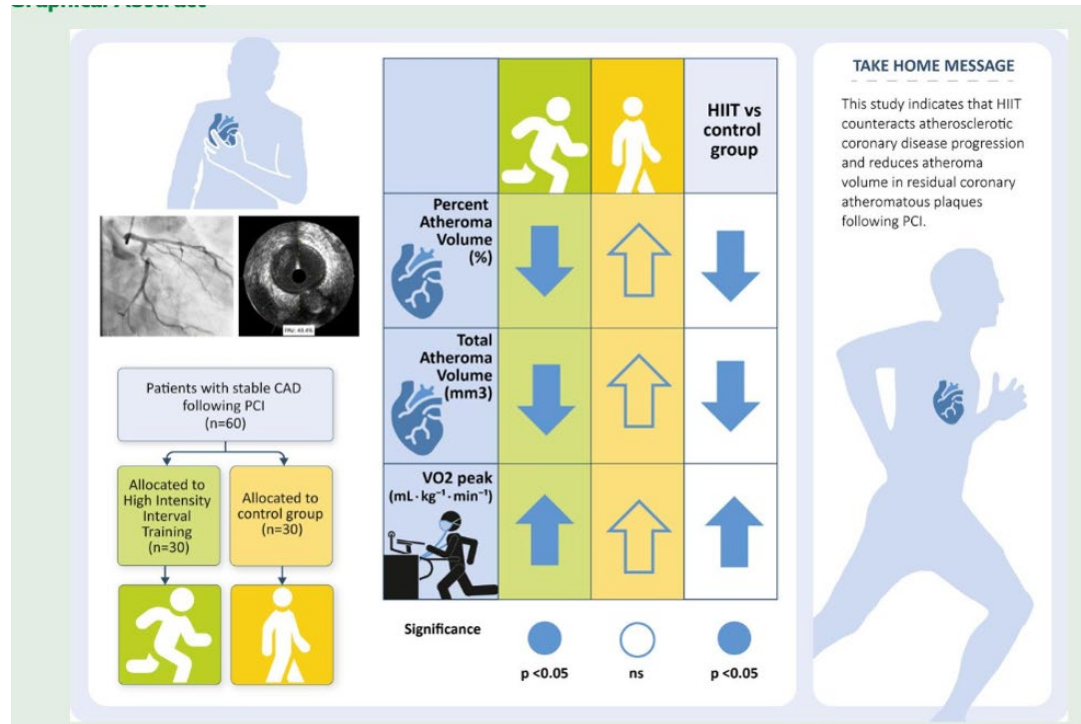 Graphical Abstract
Patients with stable CAD
following PCI
(n=60)
Allocated to
High Intensity
Interval
Training
(n=30)
Allocated to
control group
(n=30)
HIIT vs
control
group
Percent
Atheroma
Volume
(%)
Total
Atheroma
Volume
(mm3)
VO2 peak
(mL·kg⁻¹·min⁻¹)
Significance
p <0.05
ns
p <0.05
TAKE HOME MESSAGE
This study indicates that HIIT
counteracts atherosclerotic
coronary disease progression
and reduces atheroma
volume in residual coronary
atheromatous plaques
following PCI.